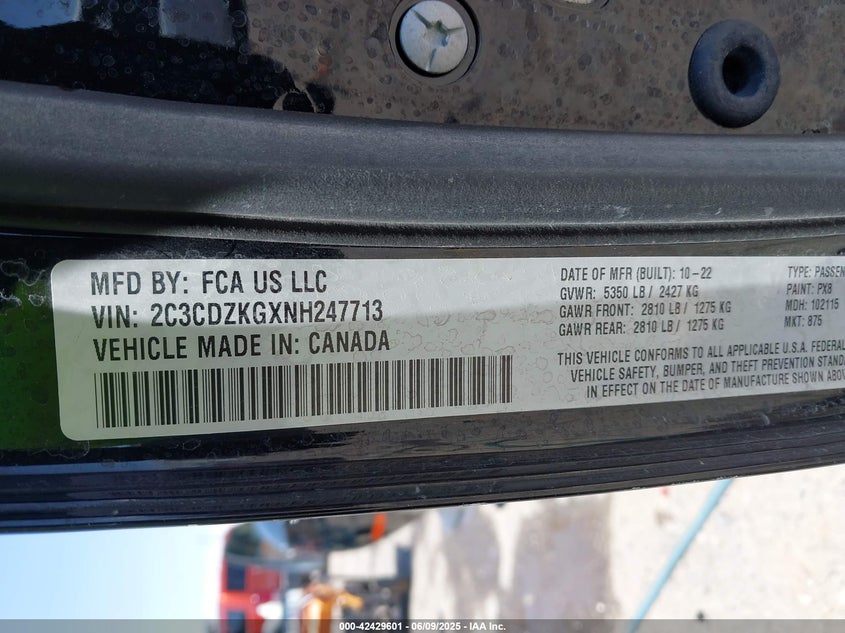 MFD BY: FCA US LLC
VIN: 2C3CDZKGXNH247713
VEHICLE MADE IN: CANADA
DATE OF MFR (BUILT): 10-22
GVWR: 5350 LB / 2427 KG
GAWR FRONT: 2810 LB / 1275 KG
GAWR REAR: 2810 LB / 1275 KG
THIS VEHICLE CONFORMS TO ALL APPLICABLE U.S.A. FEDERAL
VEHICLE SAFETY, BUMPER, AND THEFT PREVENTION STANDA
IN EFFECT ON THE DATE OF MANUFACTURE SHOWN ABOV
TYPE: PASSEN
PAINT: PX8
MDH: 102115
MKT: 875
000-42429601 - 06/09/2025 - IAA Inc.